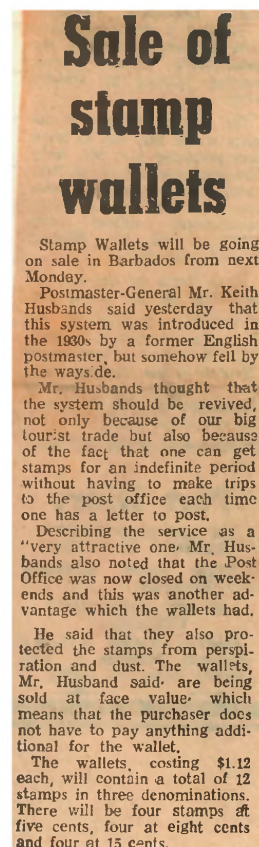 Sale of
stamp
wallets
Stamp Wallets will be going
on sale in Barbados from next
Monday.
Postmaster-General Mr. Keith
Husbands said yesterday that
this system was introduced in
the 1930s by a former English
postmaster, but somehow fell by
the wayside.
Mr. Husbands thought that
the system should be revived,
not only because of our big
tourist trade but also because
of the fact that one can get
stamps for an indefinite period
without having to make trips
to the post office each time
one has a letter to post.
Describing the service as a
"very attractive one, Mr. Hus-
bands also noted that the Post
Office was now closed on week-
ends and this was another ad-
vantage which the wallets had.
He said that they also pro-
tected the stamps from perspi-
ration and dust. The wallets,
Mr. Husband said, are being
sold at face value, which
means that the purchaser does
not have to pay anything addi-
tional for the wallet.
The wallets, costing $1.12
each, will contain a total of 12
stamps in three denominations.
There will be four stamps at
five cents, four at eight cents
and four at 15 cents.